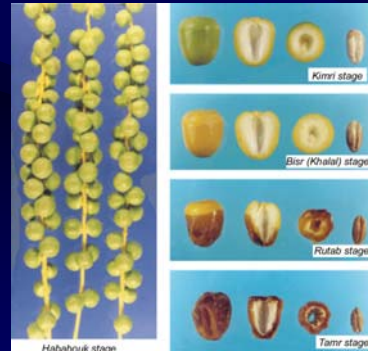 Kimri stage
Bisr (Khalal) stage
Rutab stage
Tamr stage
Hababouk stage